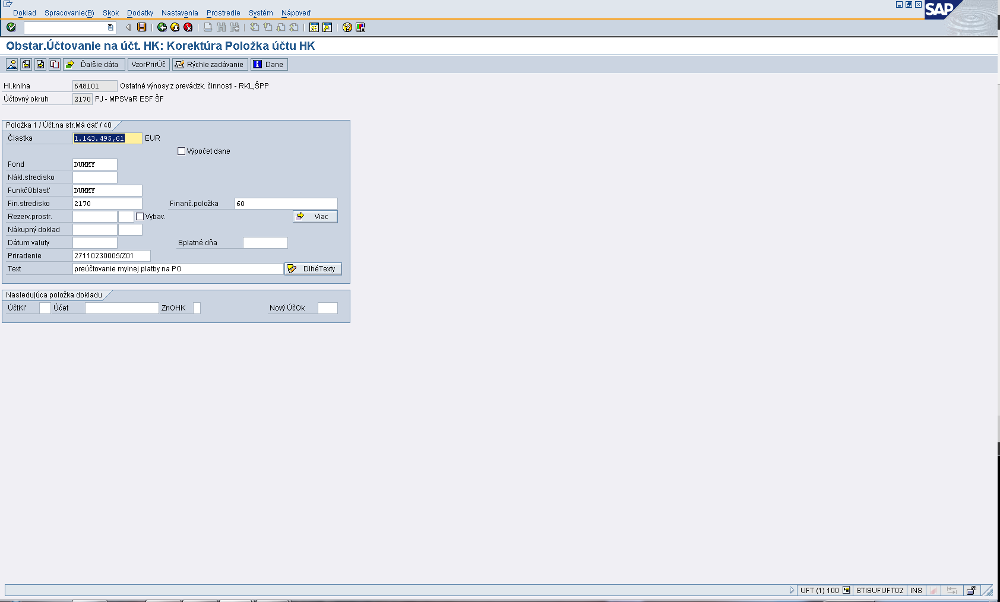 Doklad Spracovanie(B) Skok Dodatky Nastavenia Prostredie Systém Nápoveď
SAP
Obstar.Účtovanie na účt. HK: Korektúra Položka účtu HK
Ďalšie dáta VzorPrirÚč Rýchle zadávanie Dane
Hl.kniha 648101 Ostatné výnosy z prevádzk. činnosti - RKL,ŠPP
Účtovný okruh 2170 PJ - MPSVaR ESF ŠF
Položka 1 / Účt.na str.Má dať / 40
Čiastka 1.143.495,61 EUR
Výpočet dane
Fond DUMMY
Nákl.stredisko
FunkčOblasť DUMMY
Fin.stredisko 2170 Finanč.položka 60
Rezerv.prostr. Vybav. Viac
Nákupný doklad
Dátum valuty Splatné dňa
Priradenie 27110230005/Z01
Text preúčtovanie mylnej platby na PO DlhéTexty
Nasledujúca položka dokladu
ÚčtKľ Účet ZnOHK Nový ÚčOk
UFT (1) 100 STISUFUFT02 INS